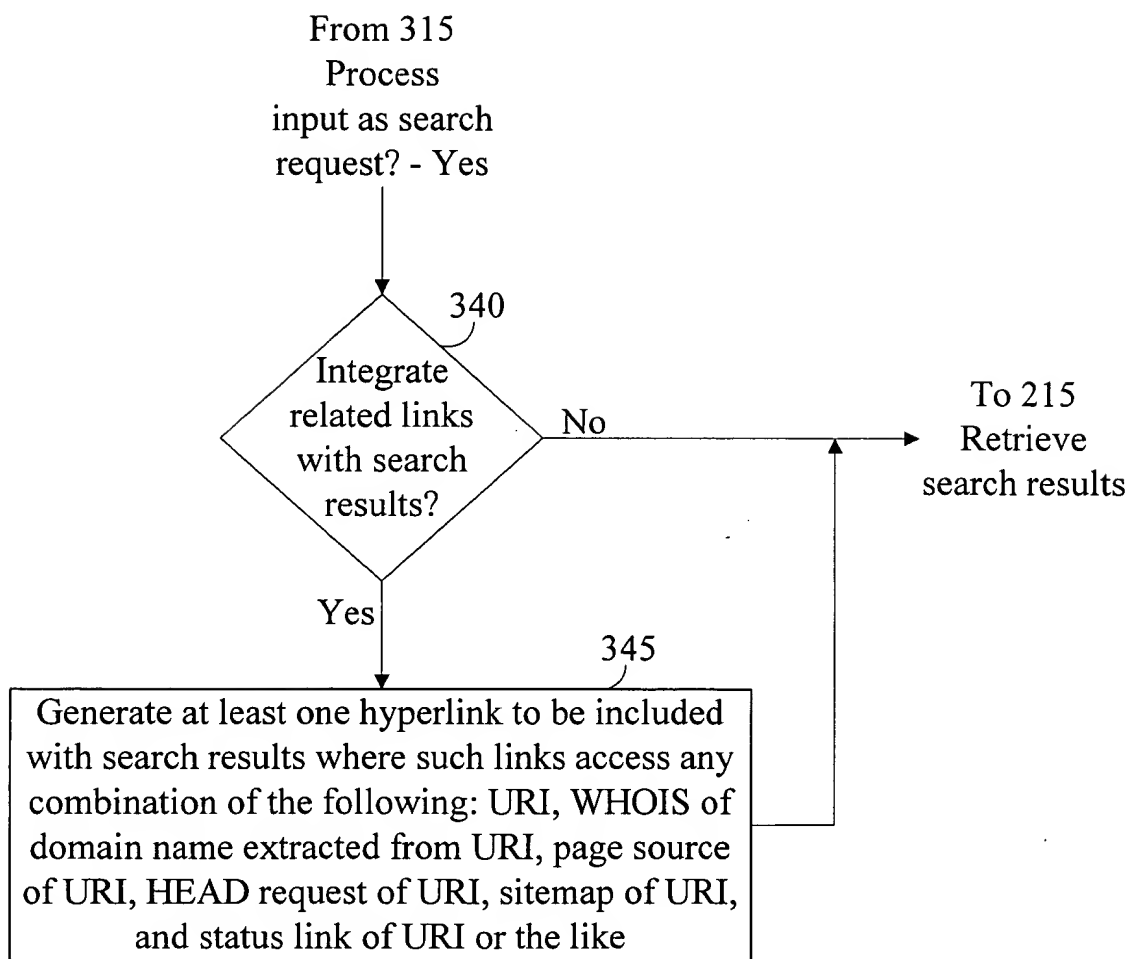 From 315
Process
input as search
request? - Yes
340
Integrate
related links
with search
results?
No
To 215
Retrieve
search results
Yes
345
Generate at least one hyperlink to be included
with search results where such links access any
combination of the following: URI, WHOIS of
domain name extracted from URI, page source
of URI, HEAD request of URI, sitemap of URI,
and status link of URI or the like